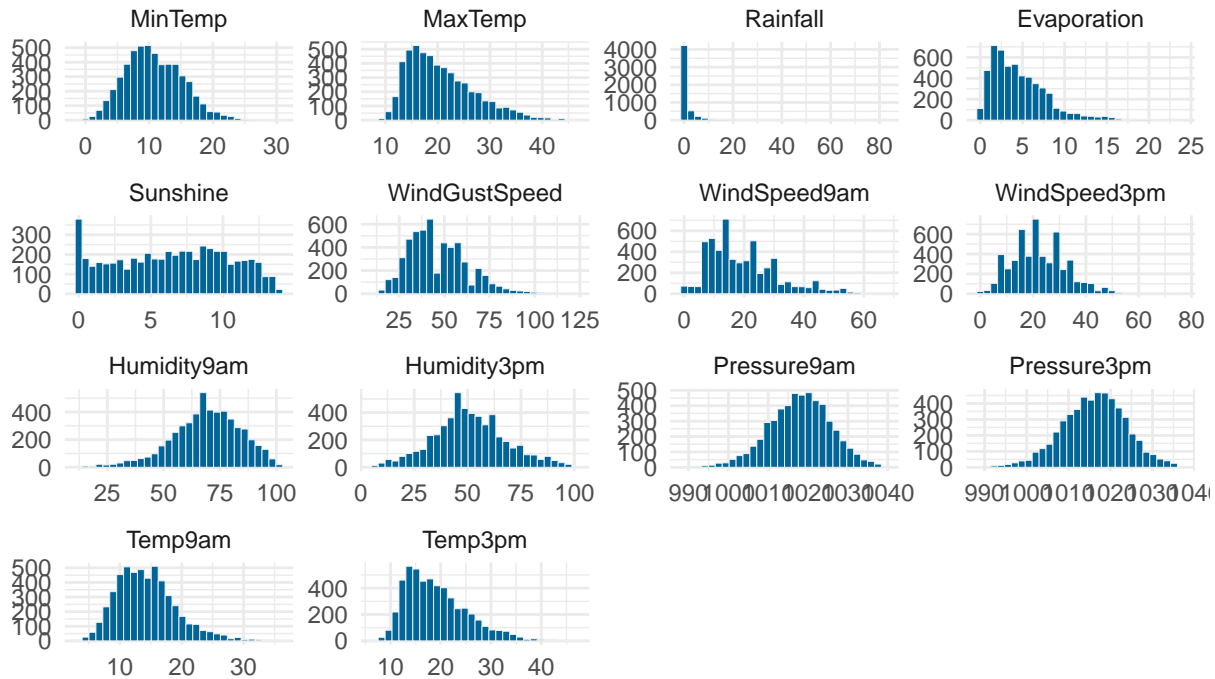 MinTemp MaxTemp Rainfall Evaporation
500 400 300 200 100 0
0 10 20 30
500 400 300 200 100 0
10 20 30 40
4000 3000 2000 1000 0
0 20 40 60 80
600 400 200 0
0 5 10 15 20 25
Sunshine WindGustSpeed WindSpeed9am WindSpeed3pm
300 200 100 0
0 5 10
600 400 200 0
25 50 75 100 125
600 400 200 0
0 20 40 60
600 400 200 0
0 20 40 60 80
Humidity9am Humidity3pm Pressure9am Pressure3pm
400 200 0
25 50 75 100
400 200 0
0 25 50 75 100
500 400 300 200 100 0
990 1000 1010 1020 1030 1040
400 300 200 100 0
990 1000 1010 1020 1030 1040
Temp9am Temp3pm
500 400 300 200 100 0
10 20 30
400 200 0
10 20 30 40